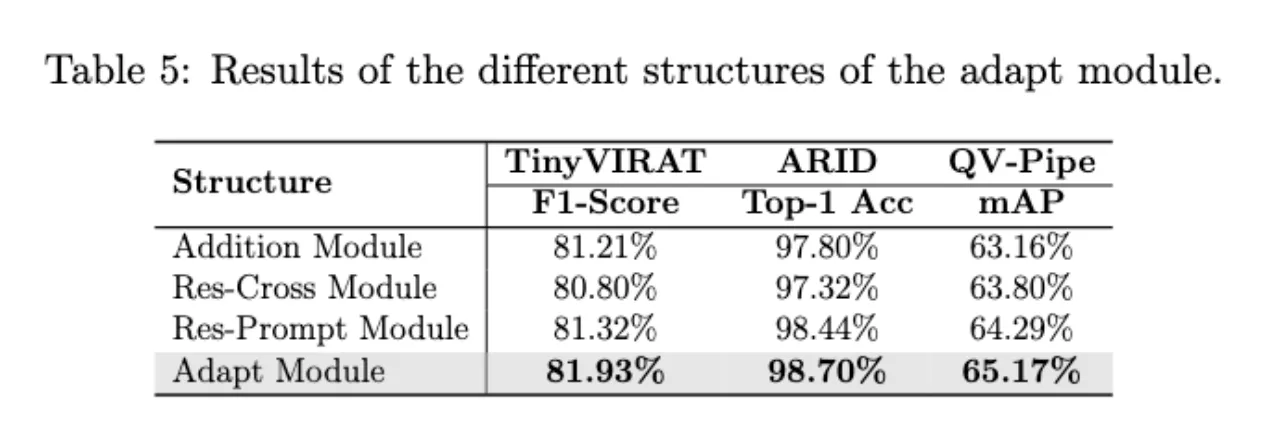 Table 5: Results of the different structures of the adapt module.
Structure TinyVIRAT ARID QV-Pipe
F1-Score Top-1 Acc mAP
Addition Module 81.21% 97.80% 63.16%
Res-Cross Module 80.80% 97.32% 63.80%
Res-Prompt Module 81.32% 98.44% 64.29%
Adapt Module 81.93% 98.70% 65.17%